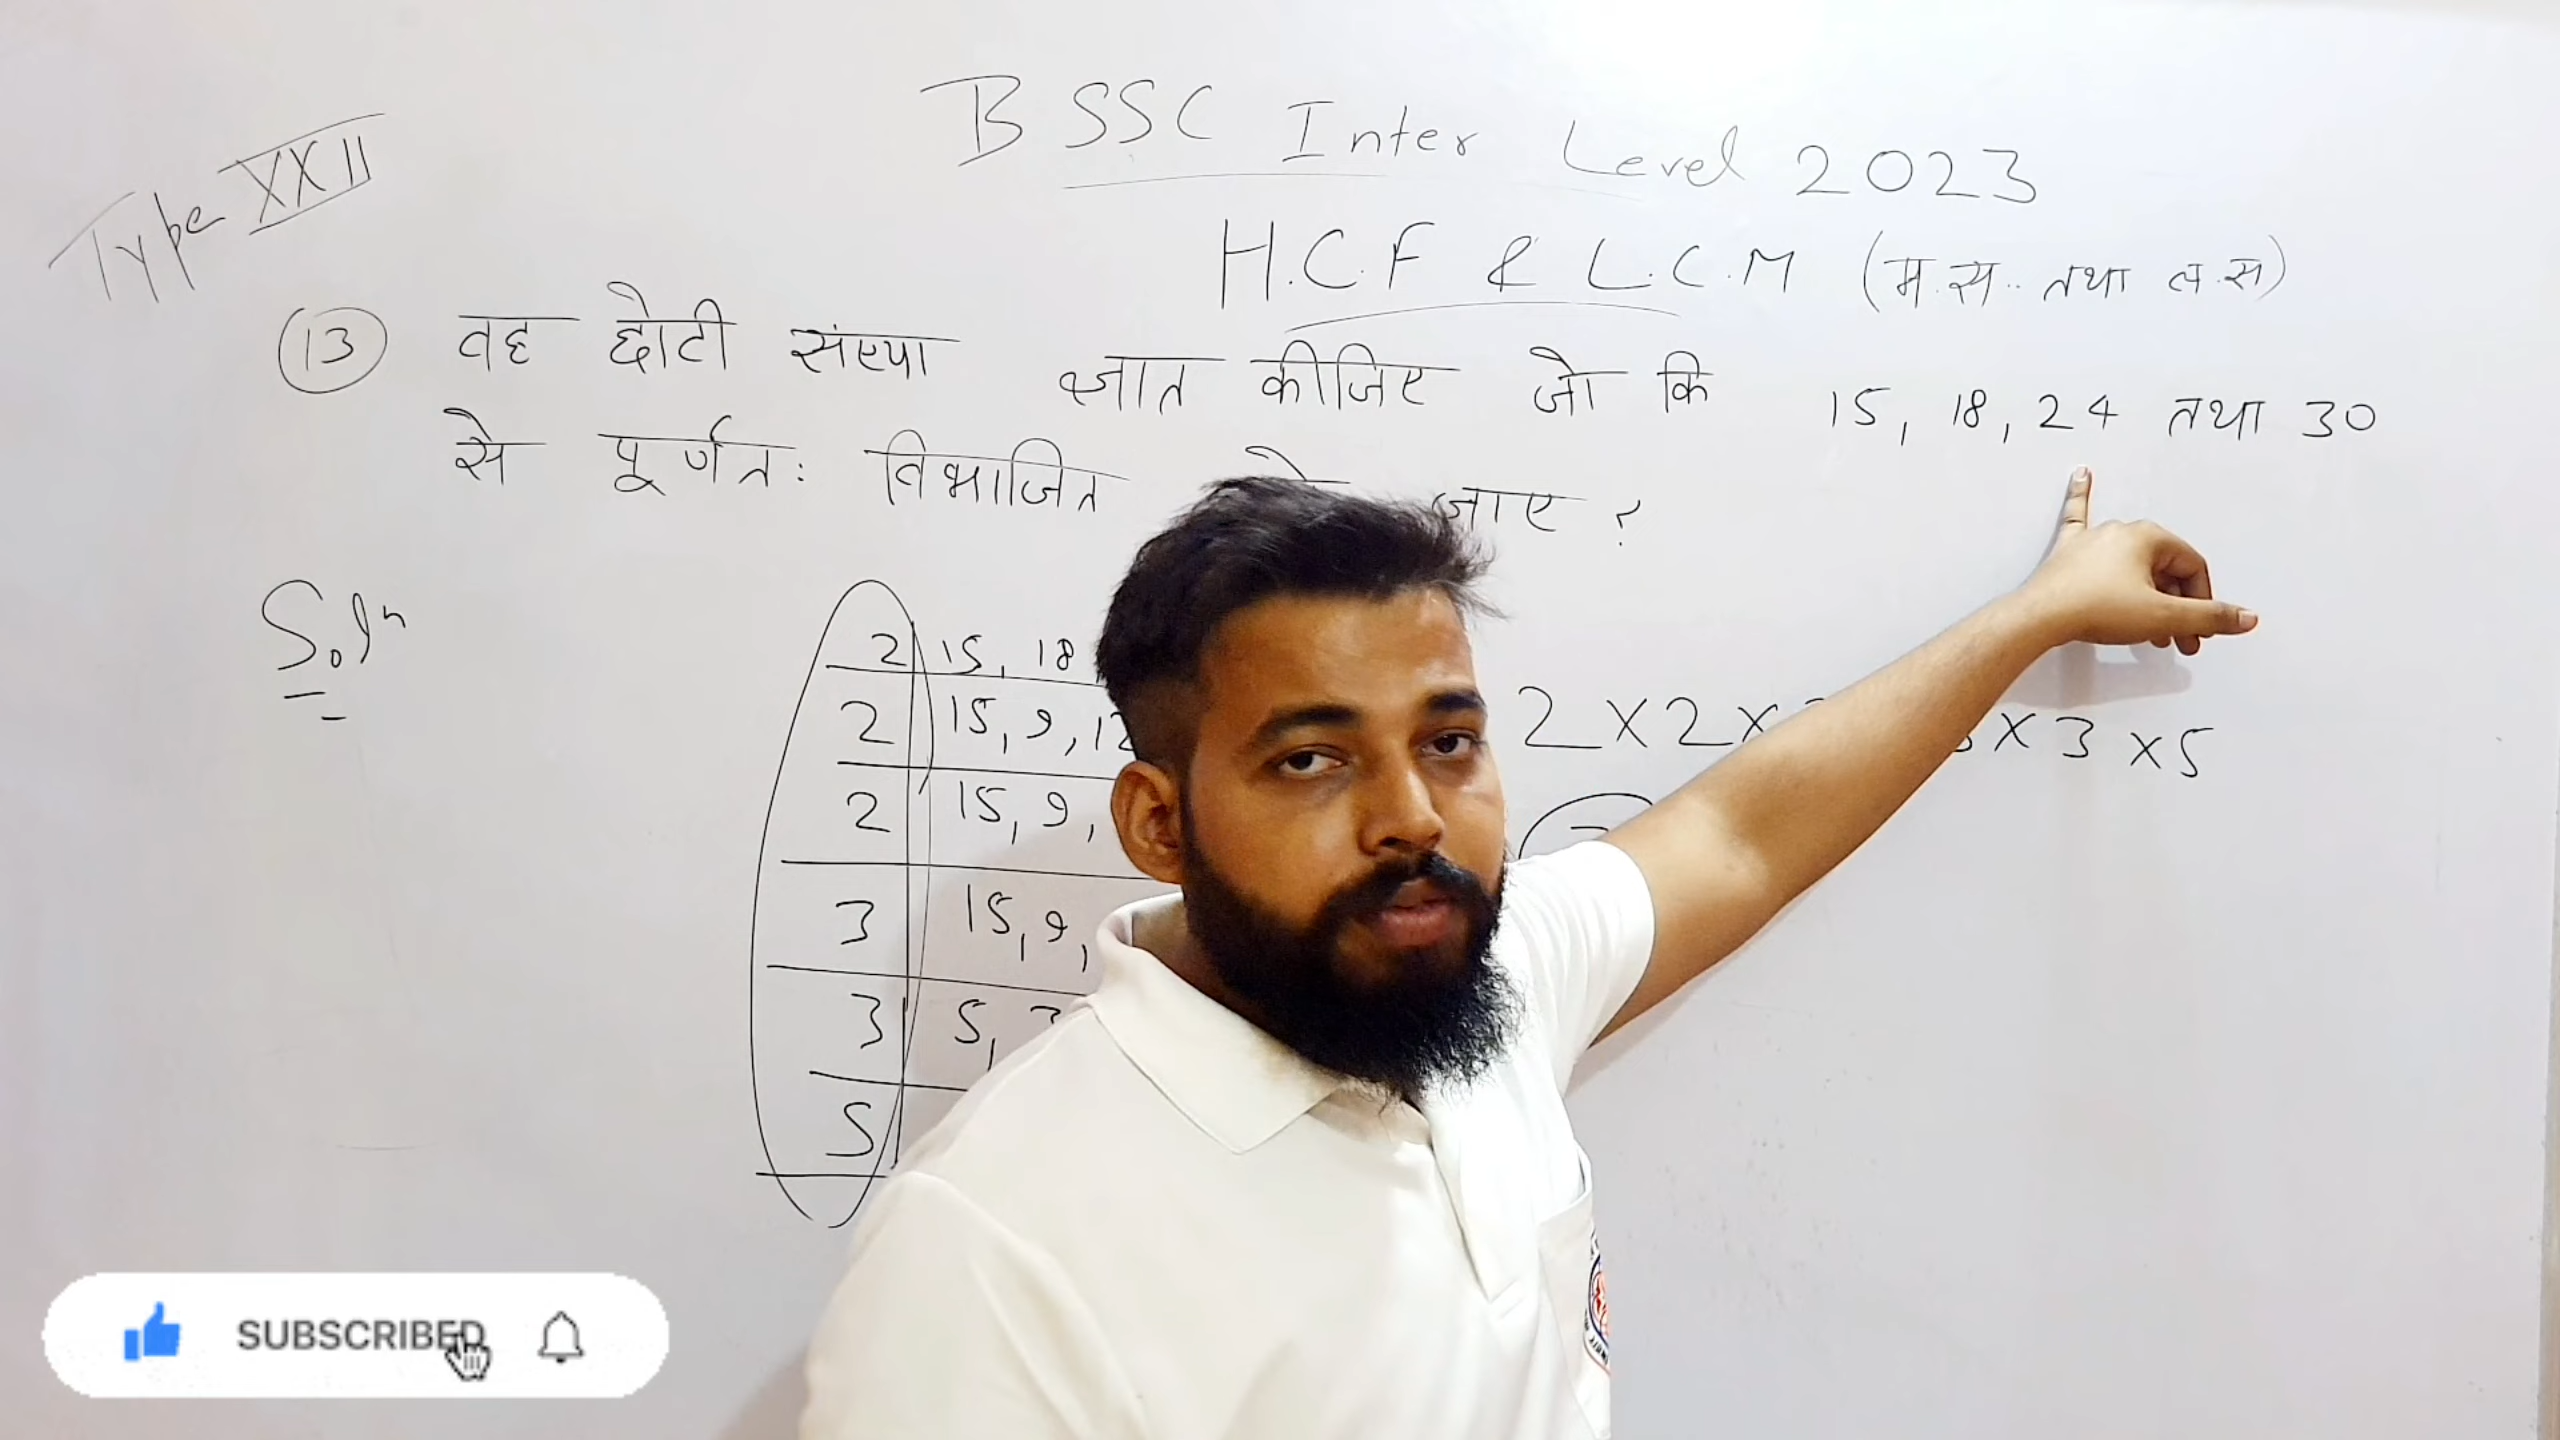 BSSC Inter Level 2023
Type XXII
H.C.F & L.C.M (म.स. तथा ल.स)
13 वह छोटी संख्या ज्ञात कीजिए जो कि 15, 18, 24 तथा 30
से पूर्णतः विभाजित जाए ?
Soln
2 15, 18
2 15, 9, 12
2 15, 9,
3 15, 9,
3 5, 3
5
2 X 2 X X 3 X 5
SUBSCRIBED